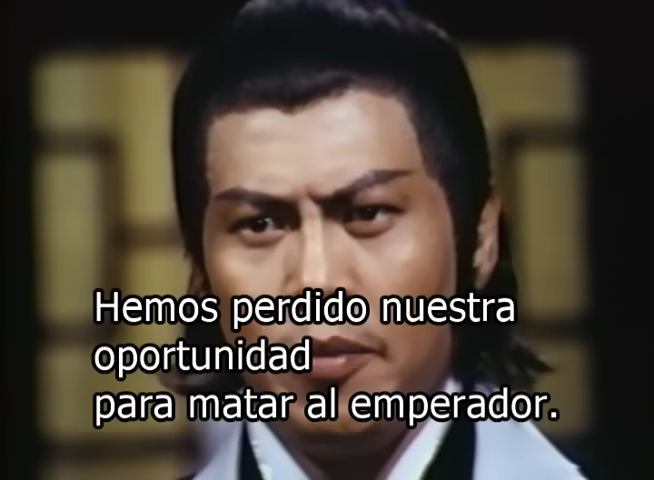 Hemos perdido nuestra
oportunidad
para matar al emperador.